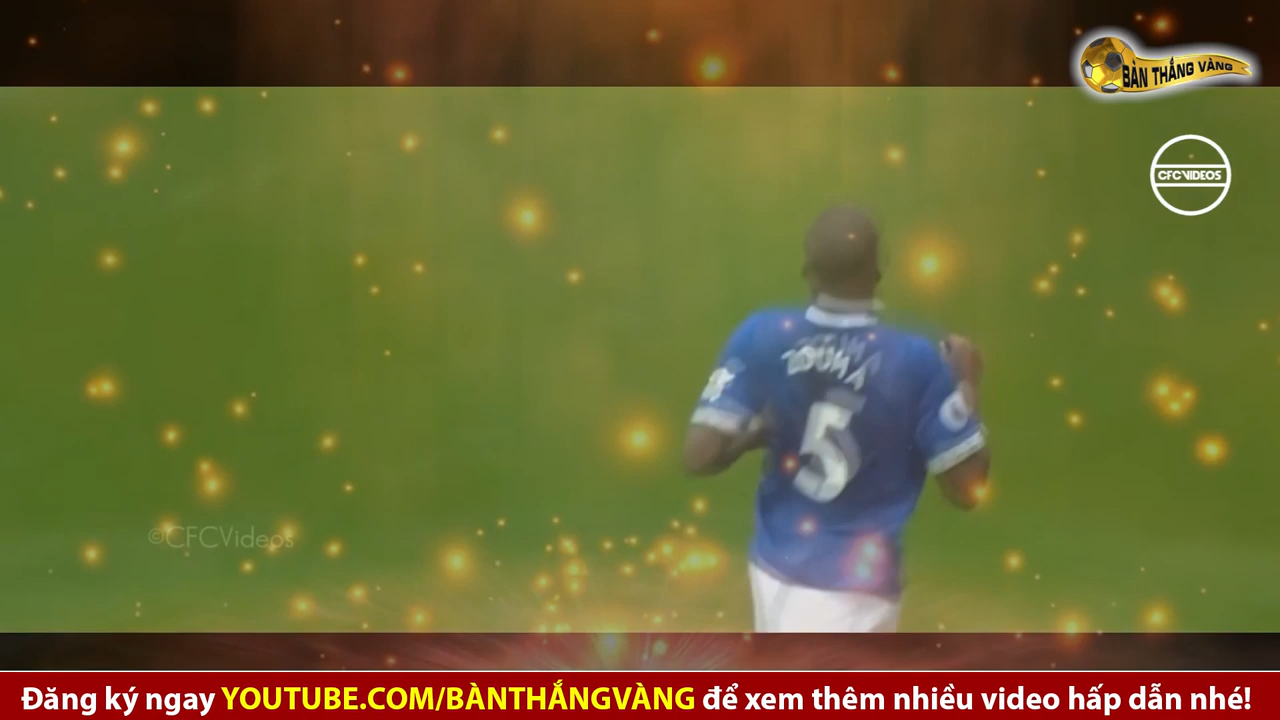 BÀN THẮNG VÀNG
CFCVIDEOS
ZOUMA
5
©CFCVideos
Đăng ký ngay YOUTUBE.COM/BÀNTHẮNGVÀNG để xem thêm nhiều video hấp dẫn nhé!